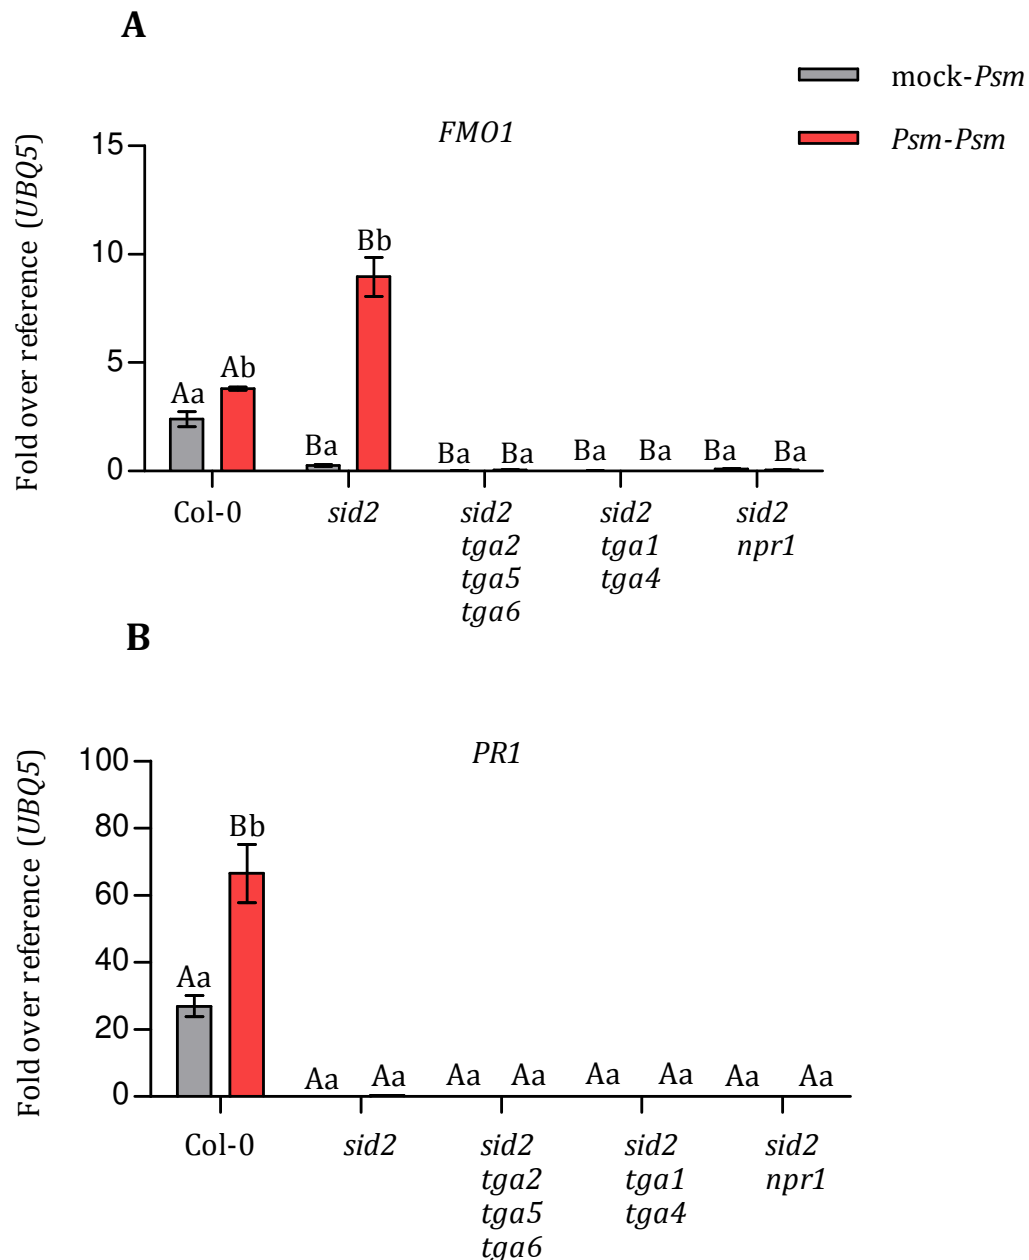 A
mock-Psm
Psm-Psm
FMO1
Fold over reference (UBQ5)
15
10
5
0
Aa
Ab
Ba
Bb
Ba
Ba
Ba
Ba
Ba
Ba
Col-0
sid2
sid2
tga2
tga5
tga6
sid2
tga1
tga4
sid2
npr1
B
PR1
Fold over reference (UBQ5)
100
80
60
40
20
0
Aa
Bb
Aa
Aa
Aa
Aa
Aa
Aa
Aa
Aa
Col-0
sid2
sid2
tga2
tga5
tga6
sid2
tga1
tga4
sid2
npr1